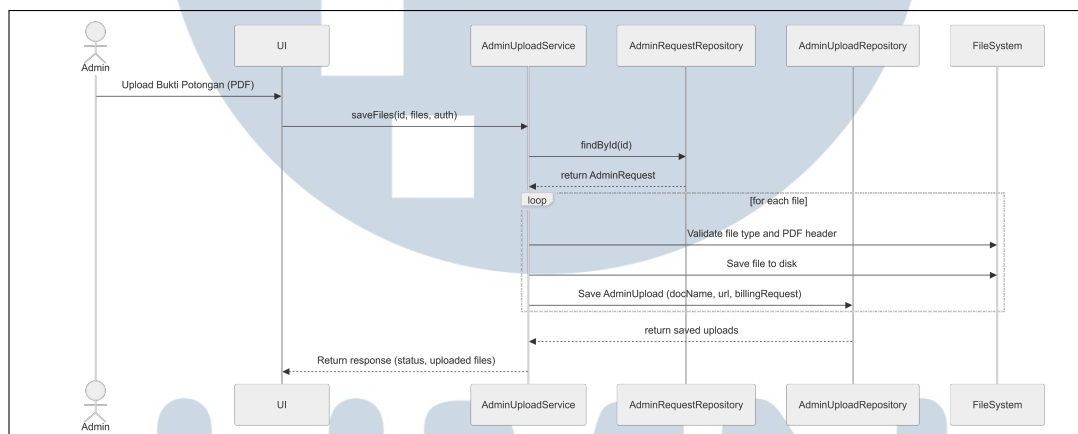 UI
AdminUploadService
AdminRequestRepository
AdminUploadRepository
FileSystem
Admin
Upload Bukti Potongan (PDF)
saveFiles(id, files, auth)
findById(id)
return AdminRequest
loop
[for each file]
Validate file type and PDF header
Save file to disk
Save AdminUpload (docName, url, billingRequest)
return saved uploads
Return response (status, uploaded files)
UI
AdminUploadService
AdminRequestRepository
AdminUploadRepository
FileSystem
Admin